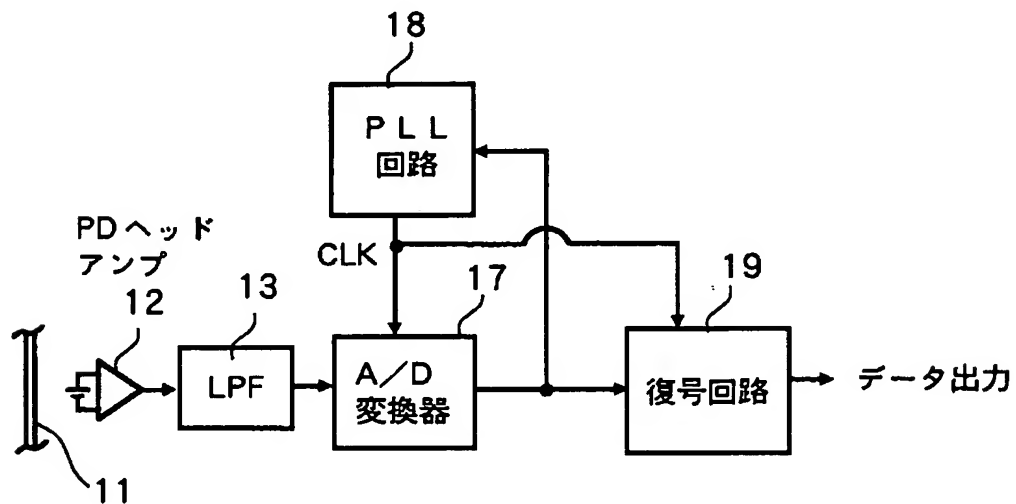 18
PLL
回路
PDヘッド
アンプ
CLK
12
13
17
19
LPF
A/D
変換器
復号回路
データ出力
11